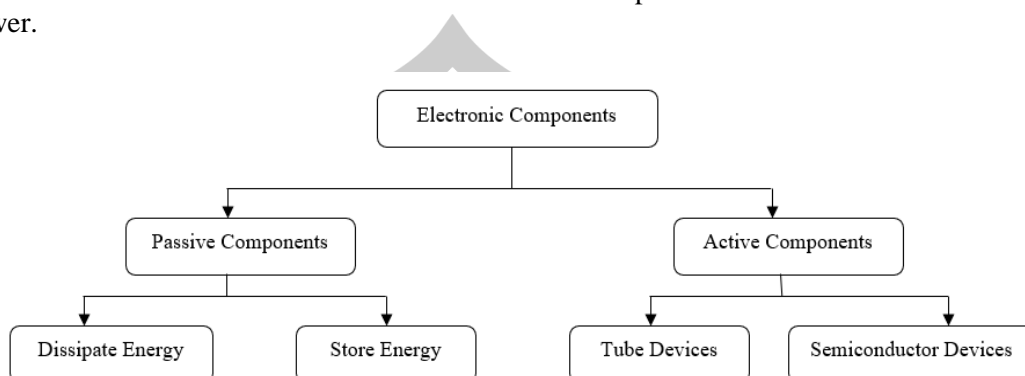 wer.
Electronic Components
Passive Components
Active Components
Dissipate Energy
Store Energy
Tube Devices
Semiconductor Devices